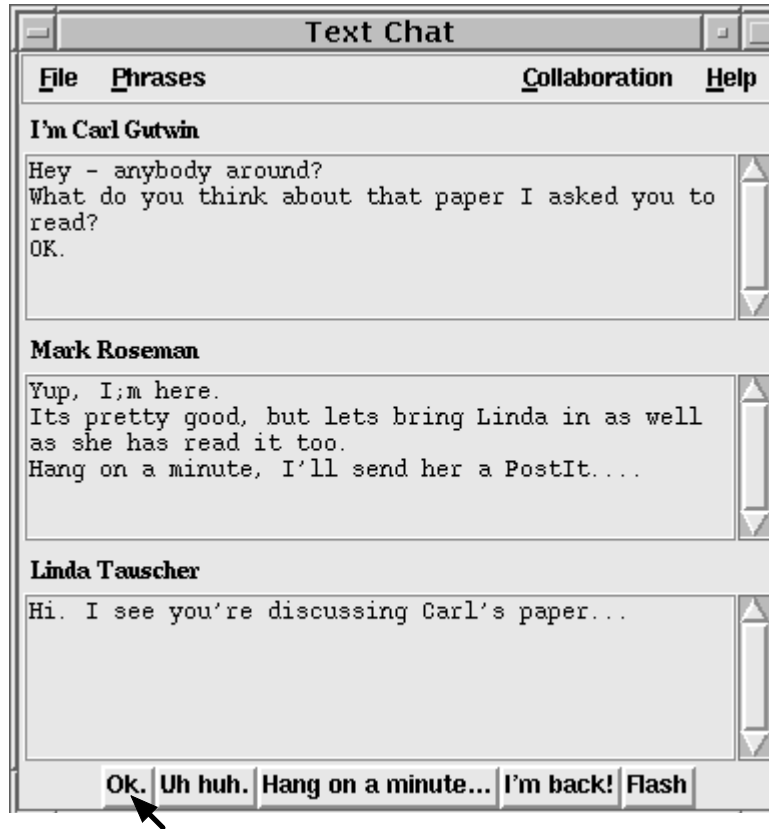 Text Chat
File Phrases Collaboration Help
I'm Carl Gutwin
Hey - anybody around?
What do you think about that paper I asked you to
read?
OK.
Mark Roseman
Yup, I;m here.
Its pretty good, but lets bring Linda in as well
as she has read it too.
Hang on a minute, I'll send her a PostIt....
Linda Tauscher
Hi. I see you're discussing Carl's paper...
Ok. Uh huh. Hang on a minute... I'm back! Flash